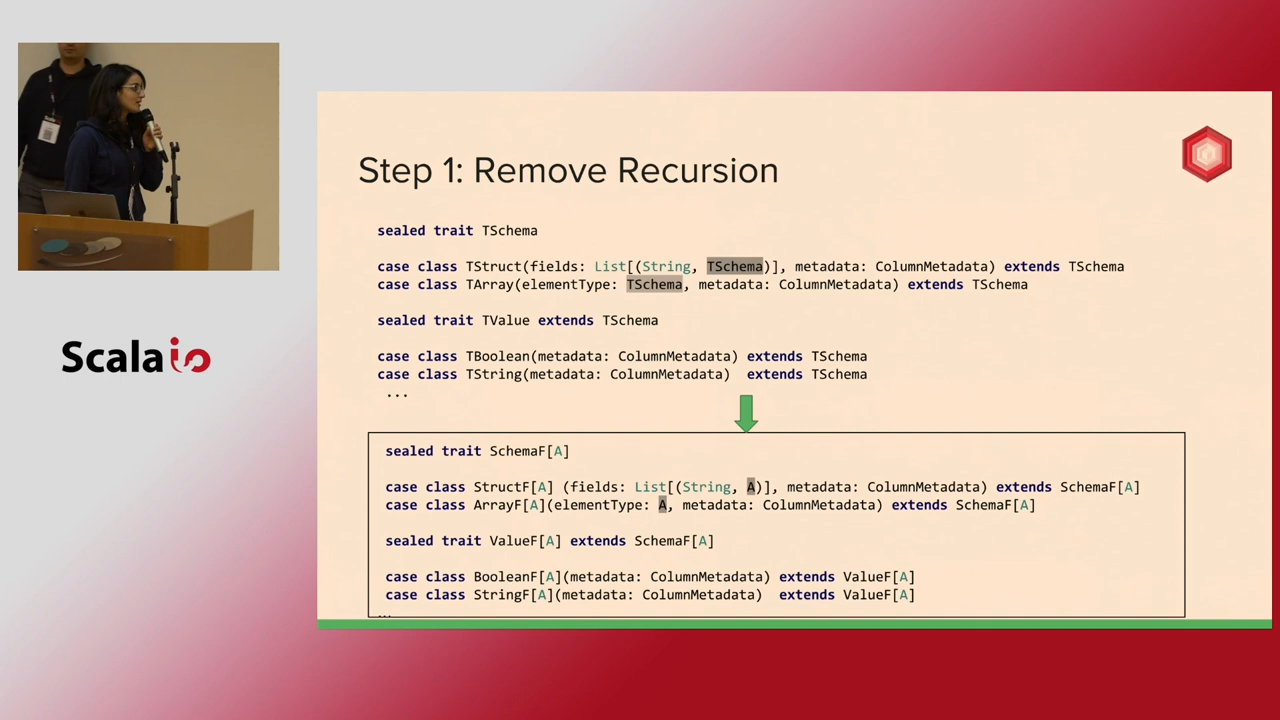 Step 1: Remove Recursion
sealed trait TSchema
case class TStruct(fields: List[(String, TSchema)], metadata: ColumnMetadata) extends TSchema
case class TArray(elementType: TSchema, metadata: ColumnMetadata) extends TSchema
sealed trait TValue extends TSchema
case class TBoolean(metadata: ColumnMetadata) extends TSchema
case class TString(metadata: ColumnMetadata)  extends TSchema
...
Scala io
sealed trait SchemaF[A]
case class StructF[A] (fields: List[(String, A)], metadata: ColumnMetadata) extends SchemaF[A]
case class ArrayF[A](elementType: A, metadata: ColumnMetadata) extends SchemaF[A]
sealed trait ValueF[A] extends SchemaF[A]
case class BooleanF[A](metadata: ColumnMetadata) extends ValueF[A]
case class StringF[A](metadata: ColumnMetadata)  extends ValueF[A]
...